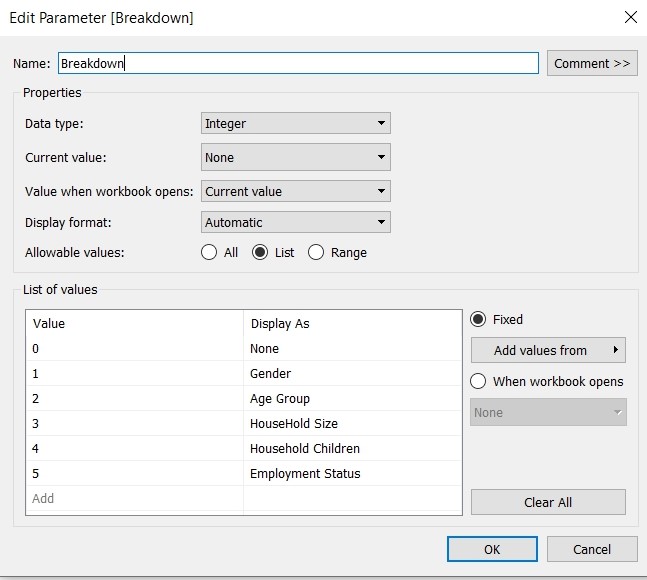 Edit Parameter [Breakdown]
Name: Breakdown Comment >>
Properties
Data type: Integer
Current value: None
Value when workbook opens: Current value
Display format: Automatic
Allowable values: All List Range
List of values
Value Display As
0 None
1 Gender
2 Age Group
3 HouseHold Size
4 Household Children
5 Employment Status
Add
Fixed
Add values from
When workbook opens
None
Clear All
OK Cancel